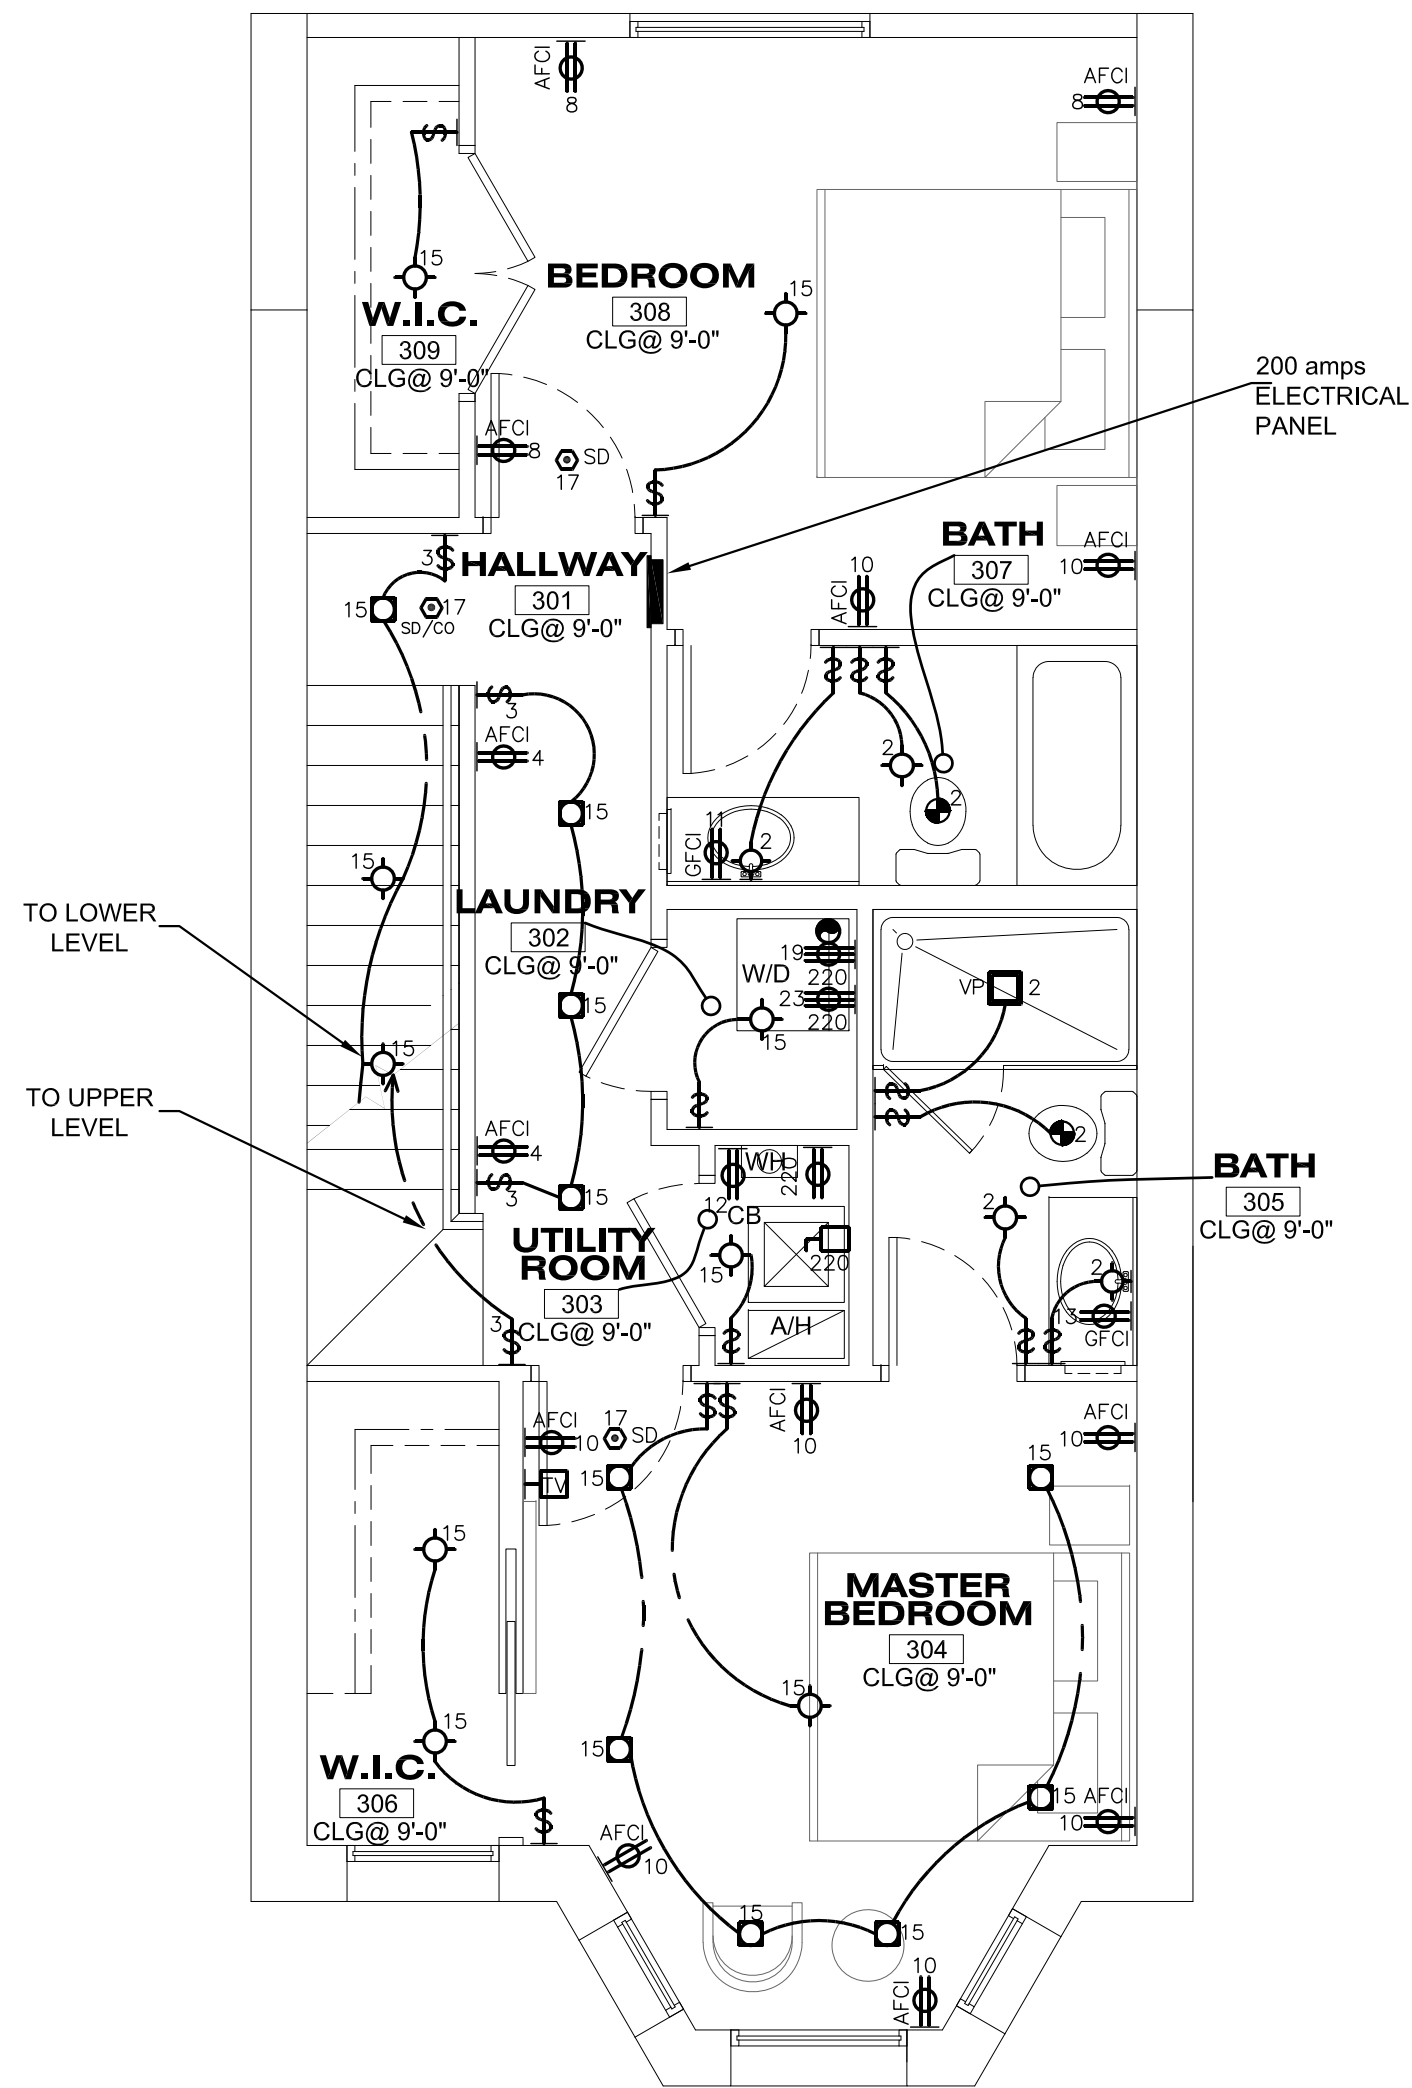 AFCI
8
AFCI
8
15
W.I.C.
309
CLG@ 9'-0"
BEDROOM
308
CLG@ 9'-0"
15
200 amps
ELECTRICAL
PANEL
AFCI
8
SD
17
$
3
$
HALLWAY
301
CLG@ 9'-0"
15
17
SD/CO
BATH
307
CLG@ 9'-0"
10
AFCI
AFCI
10
$
3
AFCI
4
$
$
$
2
2
15
11
GFCI
2
15
TO LOWER
LEVEL
LAUNDRY
302
CLG@ 9'-0"
W/D
19
220
23
220
15
15
$
VP
2
15
TO UPPER
LEVEL
$
$
2
AFCI
4
$
3
15
WH
220
12
CB
15
220
A/H
$
UTILITY
ROOM
303
CLG@ 9'-0"
3
$
BATH
305
CLG@ 9'-0"
2
2
13
GFCI
$
$
$
$
AFCI
10
17
SD
TV
15
AFCI
10
AFCI
10
15
15
MASTER
BEDROOM
304
CLG@ 9'-0"
15
15
W.I.C.
306
CLG@ 9'-0"
$
15
15
AFCI
10
AFCI
10
15
15
10
AFCI